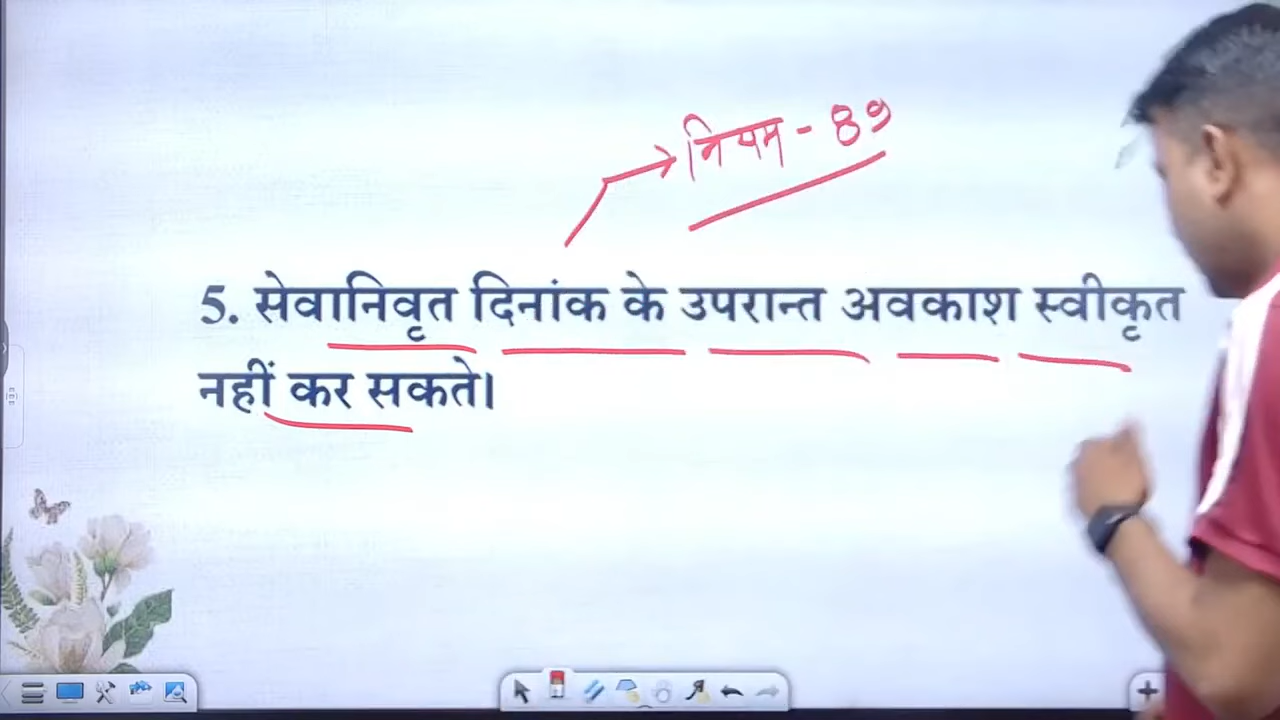 नियम - 89
5. सेवानिवृत दिनांक के उपरान्त अवकाश स्वीकृत
नहीं कर सकते।